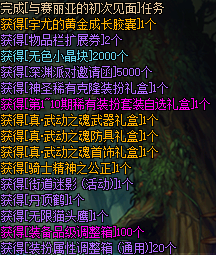 完成[与赛丽亚的初次见面]任务
获得[宇尤的黄金成长胶囊]1个
获得[物品栏扩展券]2个
获得[无色小晶块]2000个
获得[深渊派对邀请函]5000个
获得[神圣稀有克隆装扮礼盒]1个
获得[第1~10期稀有装扮套装自选礼盒]1个
获得[真·武动之魂武器礼盒]1个
获得[真·武动之魂防具礼盒]1个
获得[真·武动之魂首饰礼盒]1个
获得[骑士精神之公正]1个
获得[街道迷影 (活动)]1个
获得[丹顶鹤]1个
获得[无限猫头鹰]1个
获得[装备品级调整箱]100个
获得[装扮属性调整箱 (通用)]20个